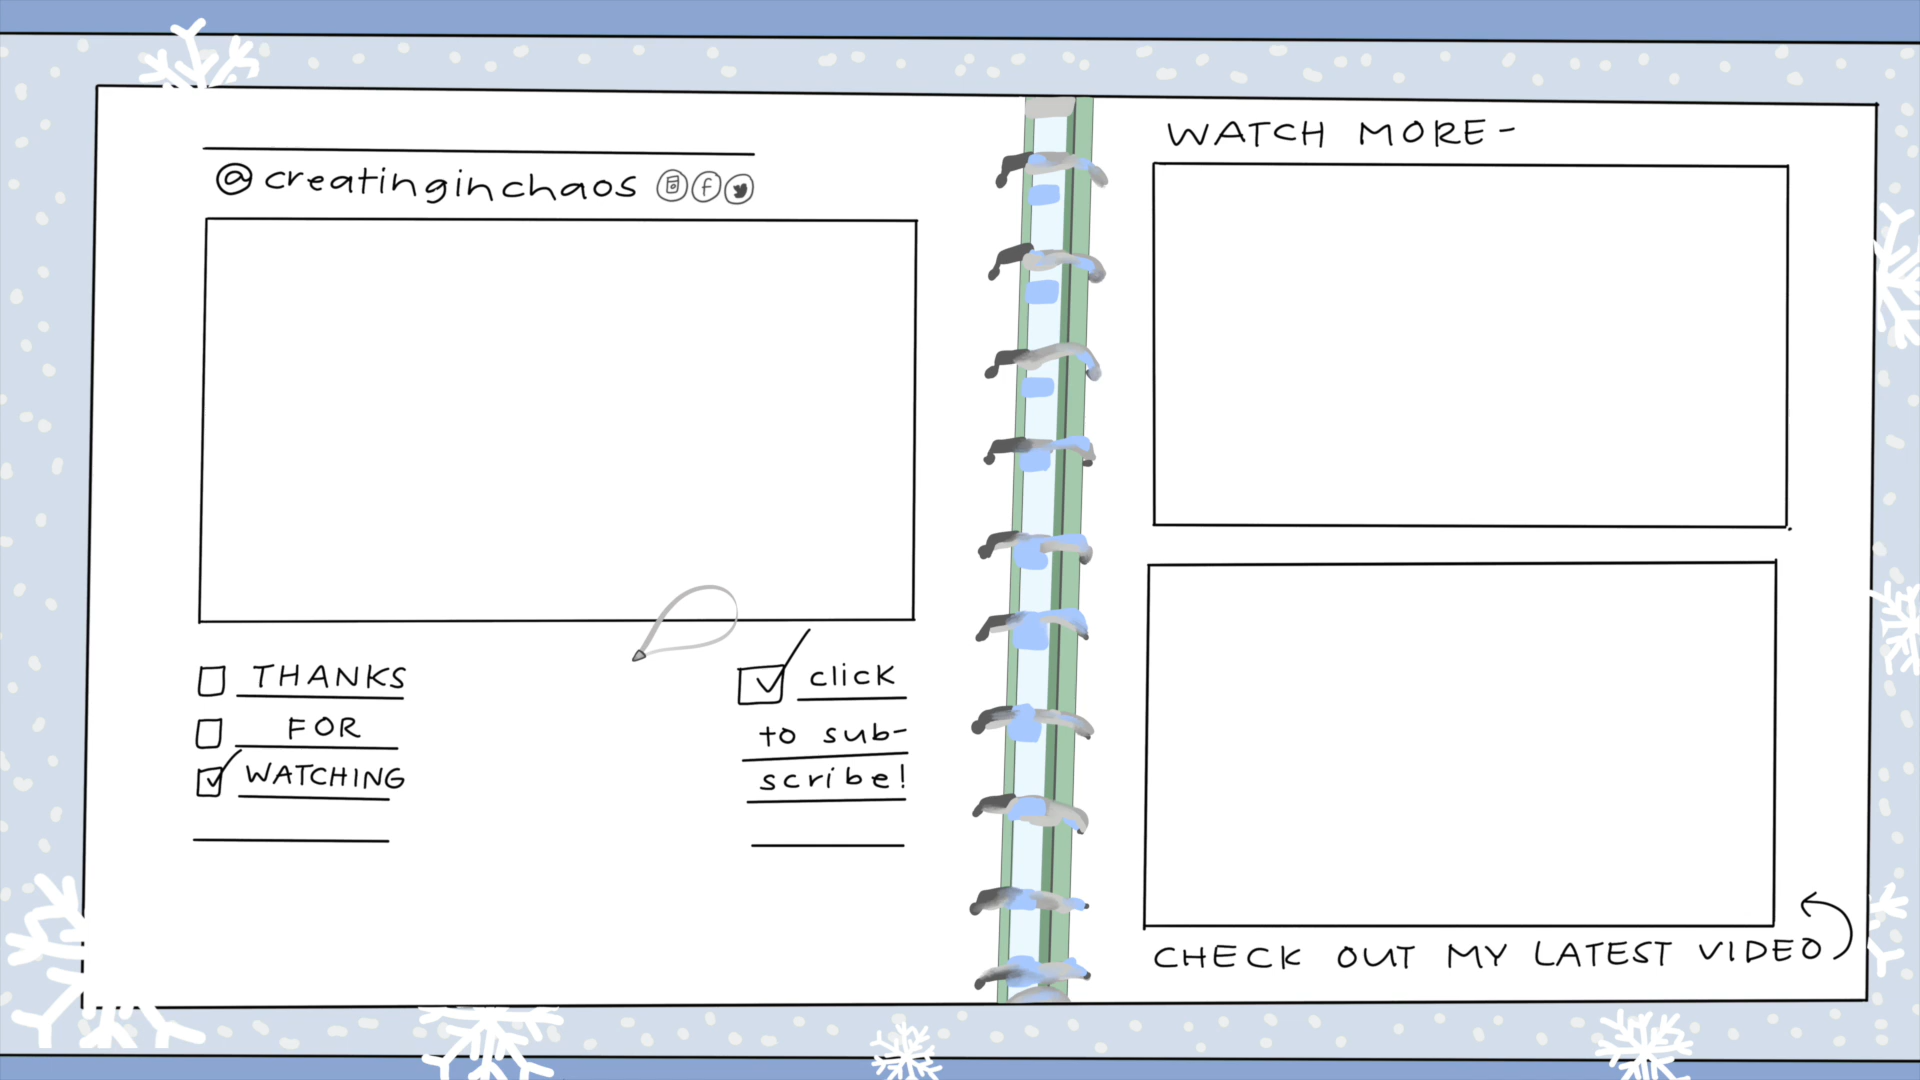 @creatinginchaos
THANKS
FOR
WATCHING
click
to sub-
scribe!
WATCH MORE-
CHECK OUT MY LATEST VIDEO